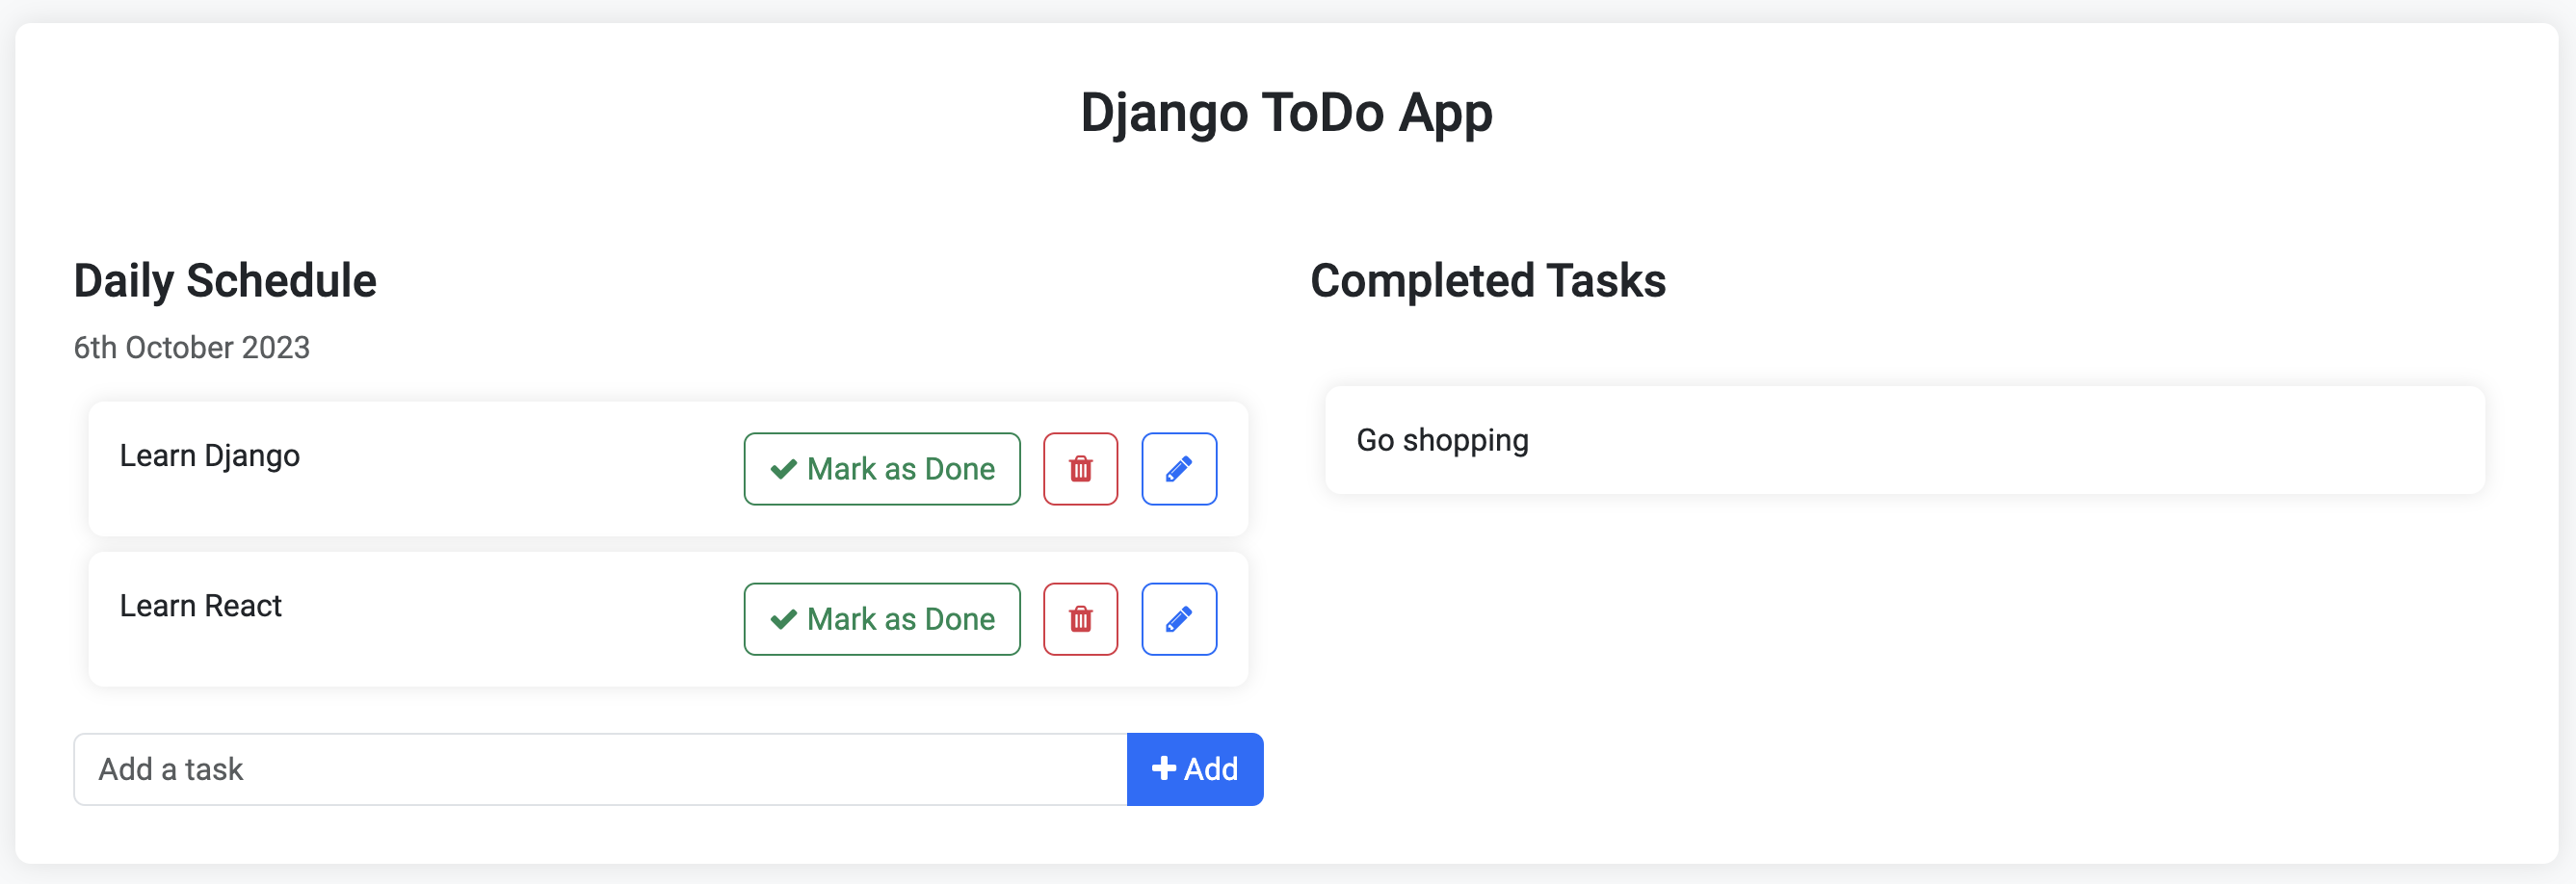 Django ToDo App
Daily Schedule
6th October 2023
Learn Django
Mark as Done
Learn React
Mark as Done
Add a task
Add
Completed Tasks
Go shopping